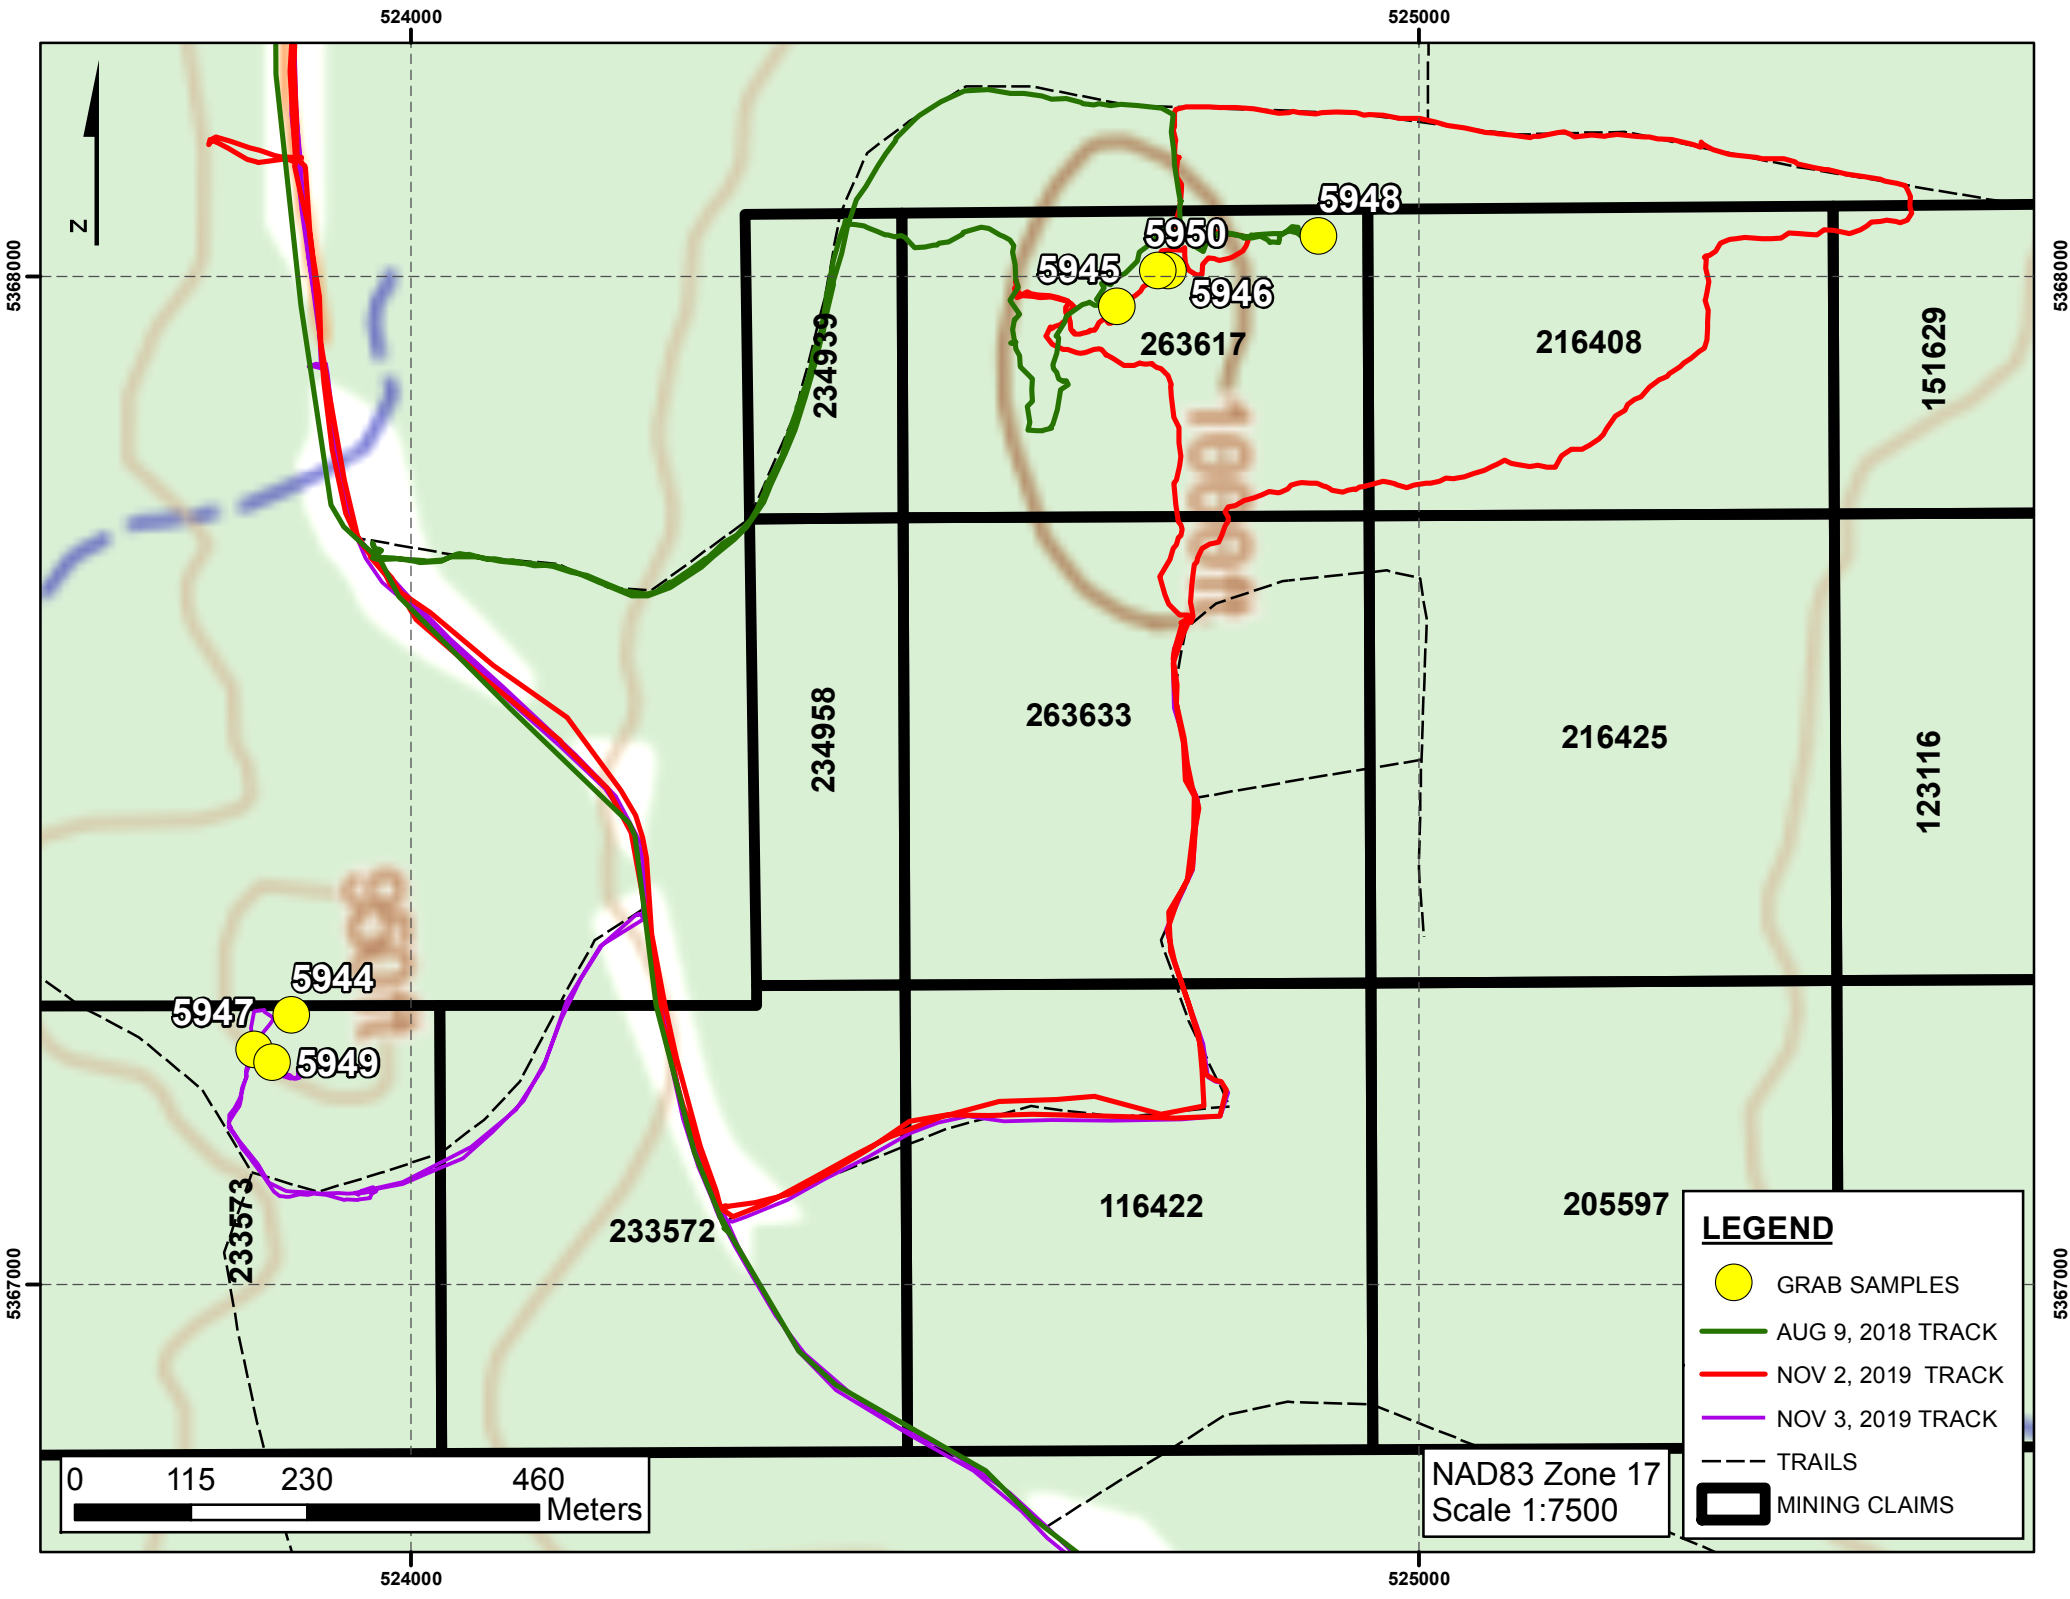 524000
525000
N
5368000
5368000
5948
5950
5945
5946
234939
263617
216408
151629
1000ft
234958
263633
216425
123116
950ft
5944
5947
5949
233573
233572
116422
205597
5367000
5367000
LEGEND
GRAB SAMPLES
AUG 9, 2018 TRACK
NOV 2, 2019 TRACK
NOV 3, 2019 TRACK
TRAILS
MINING CLAIMS
0 115 230 460
Meters
NAD83 Zone 17
Scale 1:7500
524000
525000